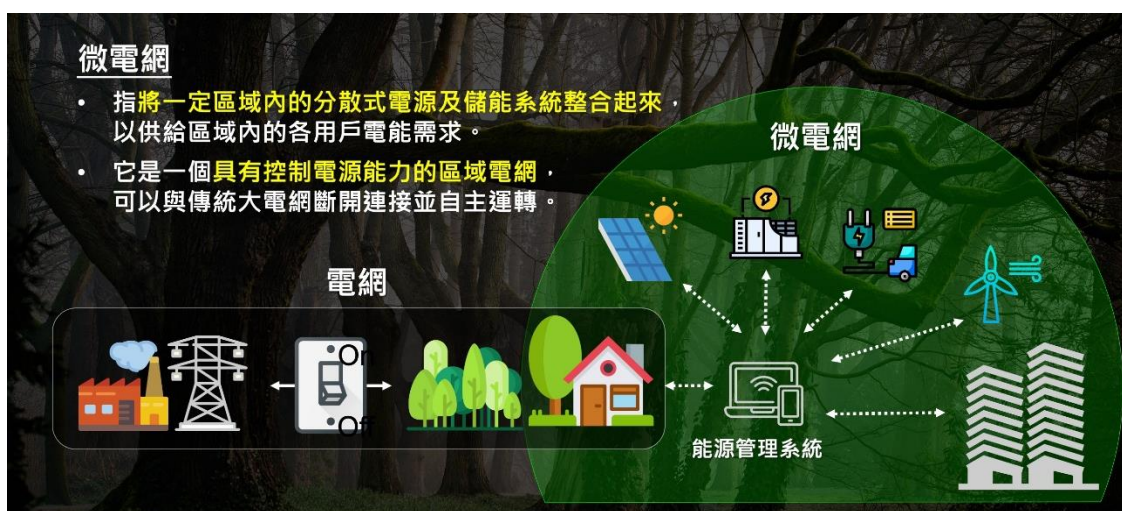 微電網
• 指將一定區域內的分散式電源及儲能系統整合起來，
以供給區域內的各用戶電能需求。
• 它是一個具有控制電源能力的區域電網，
可以與傳統大電網斷開連接並自主運轉。
微電網
電網
On
Off
能源管理系統